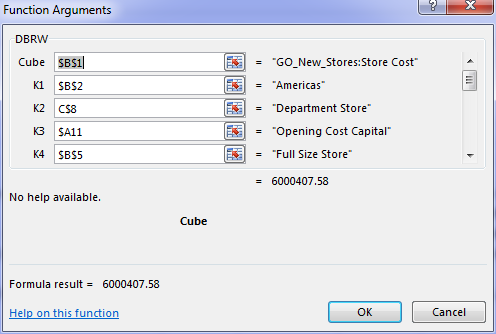 Function Arguments
DBRW
Cube $B$1 = "GO_New_Stores:Store Cost"
K1 $B$2 = "Americas"
K2 C$8 = "Department Store"
K3 $A11 = "Opening Cost Capital"
K4 $B$5 = "Full Size Store"
= 6000407.58
No help available.
Cube
Formula result = 6000407.58
Help on this function OK Cancel